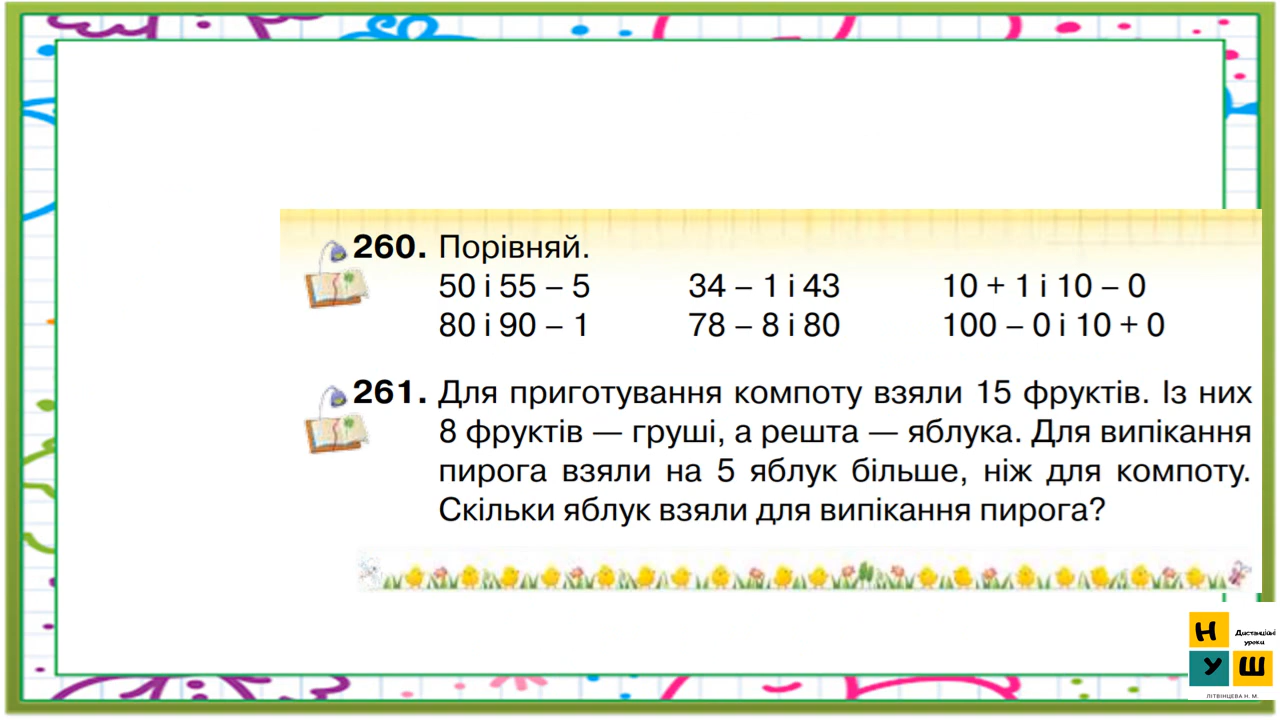 260. Порівняй.
50 і 55 – 5 34 – 1 і 43 10 + 1 і 10 – 0
80 і 90 – 1 78 – 8 і 80 100 – 0 і 10 + 0
261. Для приготування компоту взяли 15 фруктів. Із них
8 фруктів — груші, а решта — яблука. Для випікання
пирога взяли на 5 яблук більше, ніж для компоту.
Скільки яблук взяли для випікання пирога?
Н
Дистанційні
уроки
У Ш
ЛІТВІНЦЕВА Н. М.